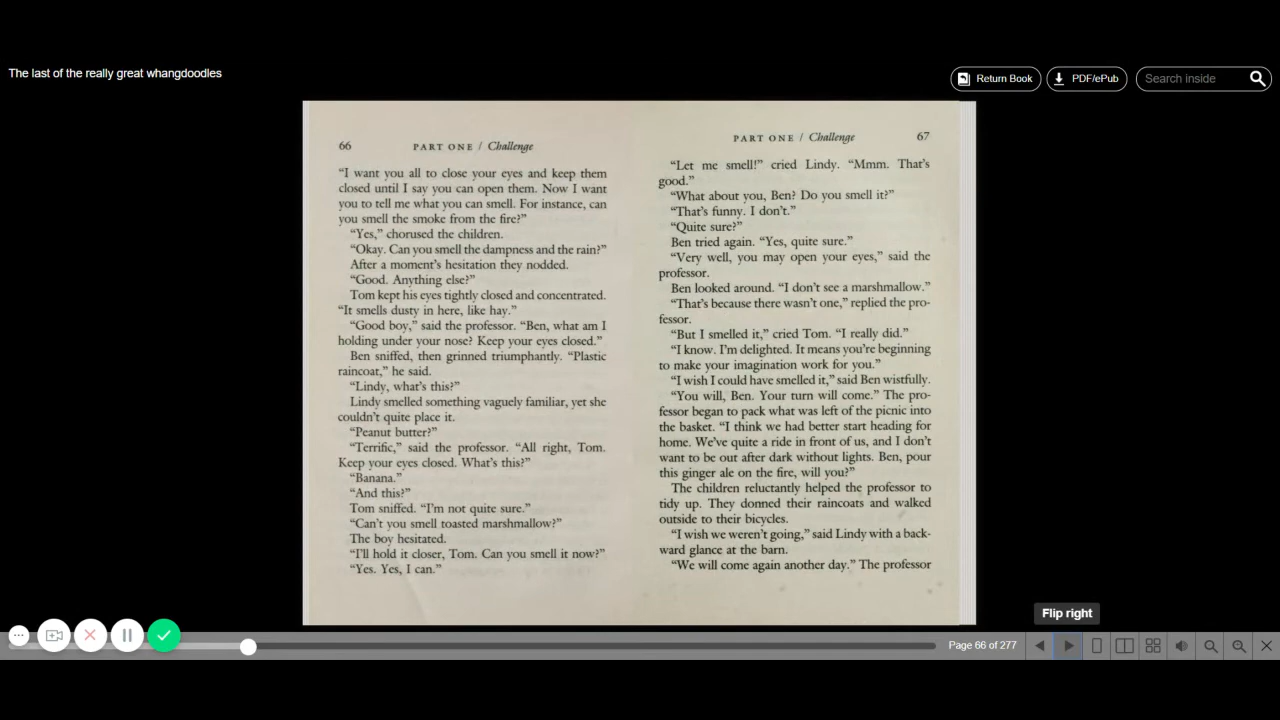 The last of the really great whangdoodles
Return Book
PDF/ePub
Search inside
66 PART ONE / Challenge
“I want you all to close your eyes and keep them
closed until I say you can open them. Now I want
you to tell me what you can smell. For instance, can
you smell the smoke from the fire?”
“Yes,” chorused the children.
“Okay. Can you smell the dampness and the rain?”
After a moment's hesitation they nodded.
“Good. Anything else?”
Tom kept his eyes tightly closed and concentrated.
“It smells dusty in here, like hay.”
“Good boy,” said the professor. “Ben, what am I
holding under your nose? Keep your eyes closed.”
Ben sniffed, then grinned triumphantly. “Plastic
raincoat,” he said.
“Lindy, what's this?”
Lindy smelled something vaguely familiar, yet she
couldn't quite place it.
“Peanut butter?”
“Terrific,” said the professor. “All right, Tom.
Keep your eyes closed. What's this?”
“Banana.”
“And this?”
Tom sniffed. “I'm not quite sure.”
“Can't you smell toasted marshmallow?”
The boy hesitated.
“I'll hold it closer, Tom. Can you smell it now?”
“Yes. Yes, I can.”
PART ONE / Challenge 67
“Let me smell!” cried Lindy. “Mmm. That's
good.”
“What about you, Ben? Do you smell it?”
“That's funny. I don't.”
“Quite sure?”
Ben tried again. “Yes, quite sure.”
“Very well, you may open your eyes,” said the
professor.
Ben looked around. “I don't see a marshmallow.”
“That's because there wasn't one,” replied the pro-
fessor.
“But I smelled it,” cried Tom. “I really did.”
“I know. I'm delighted. It means you're beginning
to make your imagination work for you.”
“I wish I could have smelled it,” said Ben wistfully.
“You will, Ben. Your turn will come.” The pro-
fessor began to pack what was left of the picnic into
the basket. “I think we had better start heading for
home. We've quite a ride in front of us, and I don't
want to be out after dark without lights. Ben, pour
this ginger ale on the fire, will you?”
The children reluctantly helped the professor to
tidy up. They donned their raincoats and walked
outside to their bicycles.
“I wish we weren't going,” said Lindy with a back-
ward glance at the barn.
“We will come again another day.” The professor
Flip right
Page 66 of 277